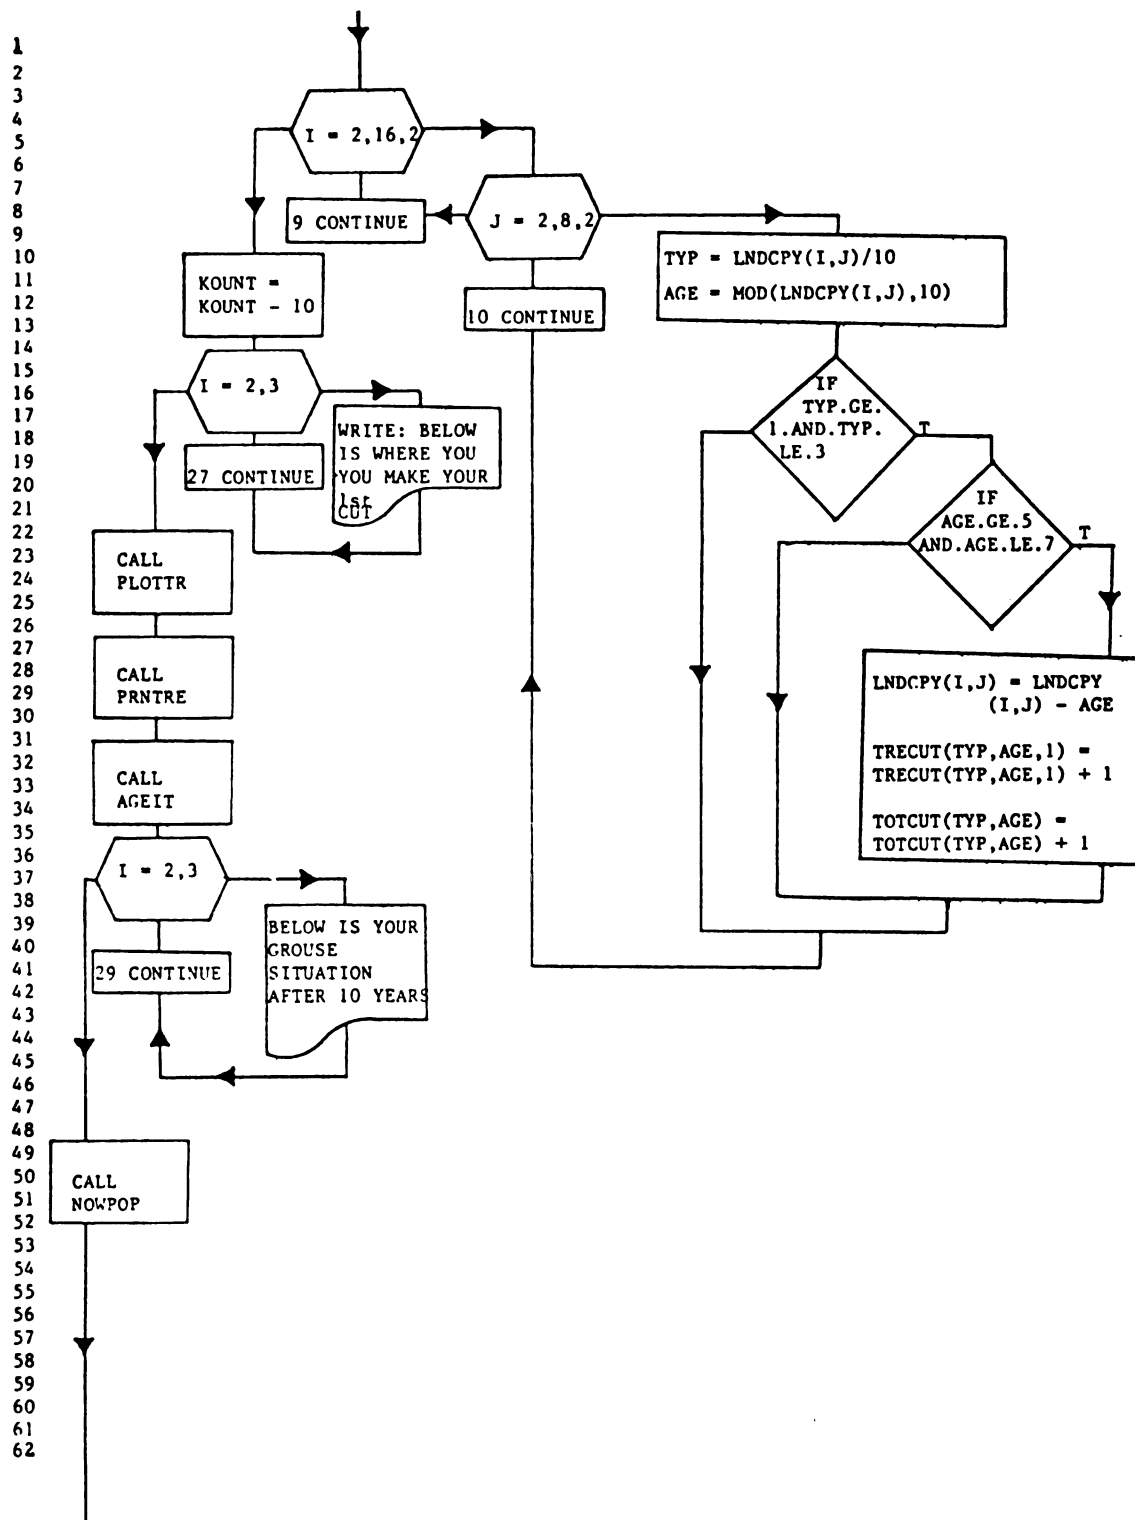 1
2
3
4
5
6
7
8
9
10
11
12
13
14
15
16
17
18
19
20
21
22
23
24
25
26
27
28
29
30
31
32
33
34
35
36
37
38
39
40
41
42
43
44
45
46
47
48
49
50
51
52
53
54
55
56
57
58
59
60
61
62
I = 2,16,2
9 CONTINUE
J = 2,8,2
10 CONTINUE
TYP = LNDCPY(I,J)/10
AGE = MOD(LNDCPY(I,J),10)
IF
TYP.GE.
1.AND.TYP.
LE.3
T
IF
AGE.GE.5
AND.AGE.LE.7
T
LNDCPY(I,J) = LNDCPY
(I,J) - AGE
TRECUT(TYP,AGE,1) =
TRECUT(TYP,AGE,1) + 1
TOTCUT(TYP,AGE) =
TOTCUT(TYP,AGE) + 1
KOUNT =
KOUNT - 10
I = 2,3
27 CONTINUE
WRITE: BELOW
IS WHERE YOU
YOU MAKE YOUR
1st
CUT
CALL
PLOTTR
CALL
PRNTRE
CALL
AGEIT
I = 2,3
29 CONTINUE
BELOW IS YOUR
GROUSE
SITUATION
AFTER 10 YEARS
CALL
NOWPOP